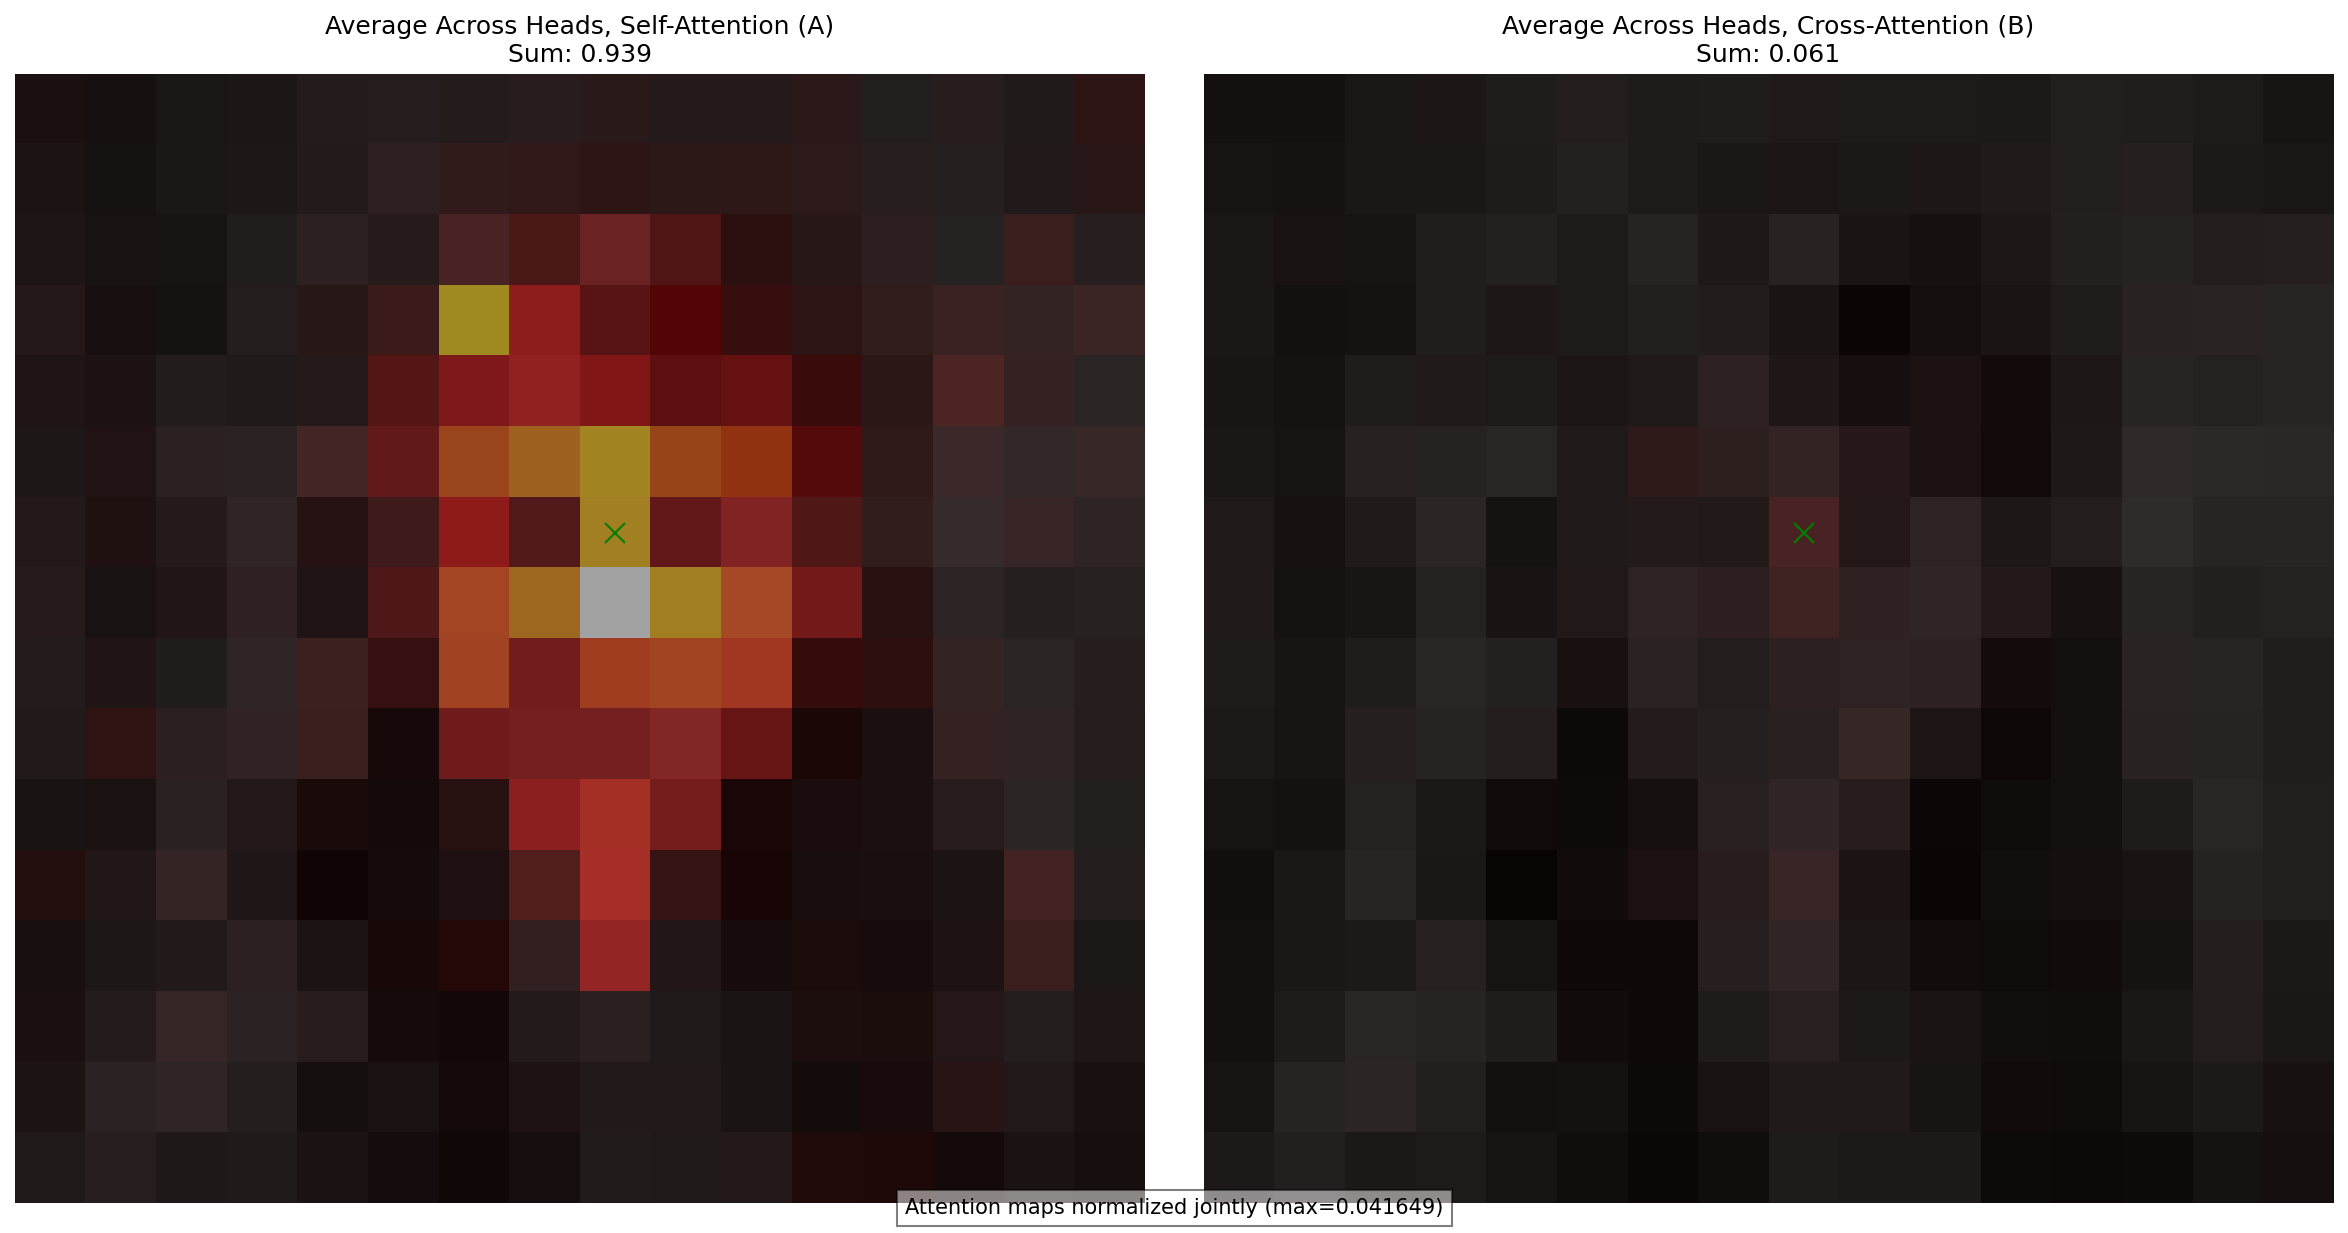 Average Across Heads, Self-Attention (A)
Sum: 0.939
Average Across Heads, Cross-Attention (B)
Sum: 0.061
Attention maps normalized jointly (max=0.041649)